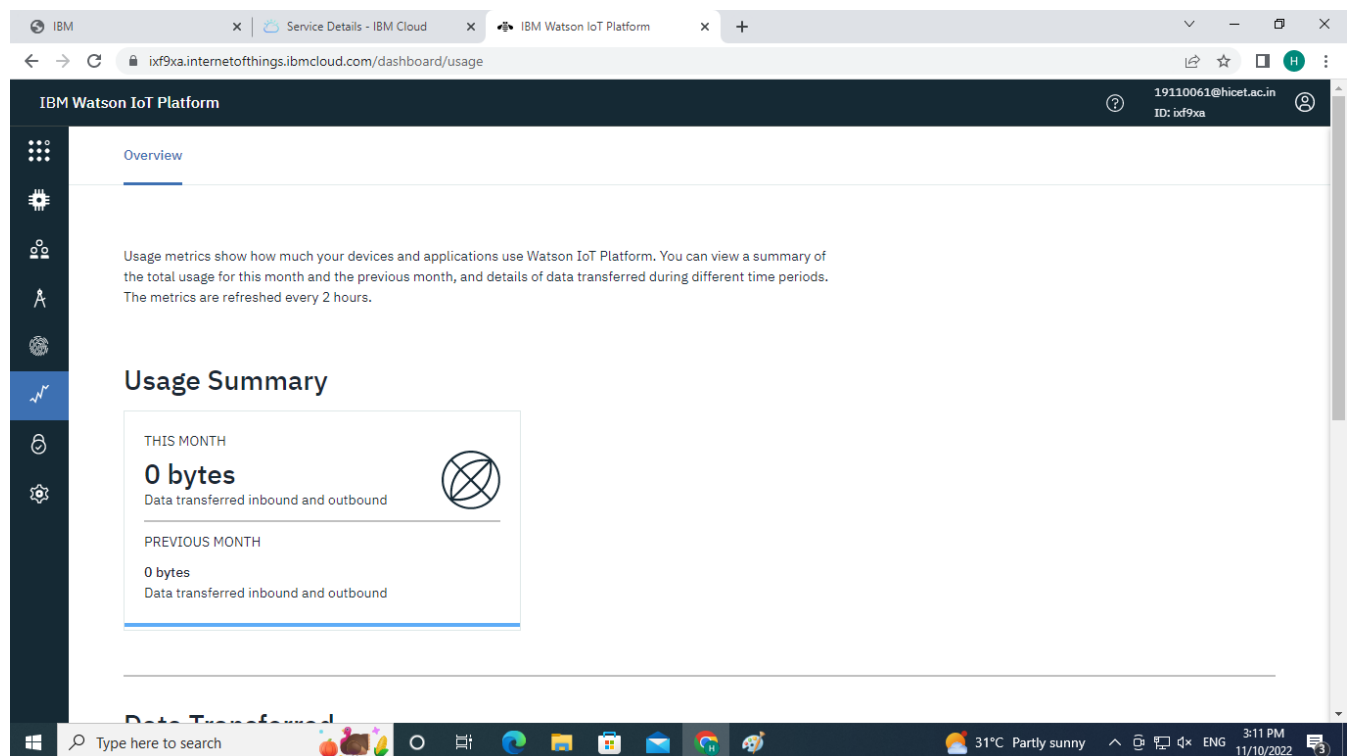 IBM
Service Details - IBM Cloud
IBM Watson IoT Platform
ixf9xa.internetofthings.ibmcloud.com/dashboard/usage
H
IBM Watson IoT Platform
19110061@hicet.ac.in
ID: ixf9xa
Overview
Usage metrics show how much your devices and applications use Watson IoT Platform. You can view a summary of
the total usage for this month and the previous month, and details of data transferred during different time periods.
The metrics are refreshed every 2 hours.
Usage Summary
THIS MONTH
0 bytes
Data transferred inbound and outbound
PREVIOUS MONTH
0 bytes
Data transferred inbound and outbound
Data Transferred
Type here to search
31°C Partly sunny
ENG
3:11 PM
11/10/2022
3